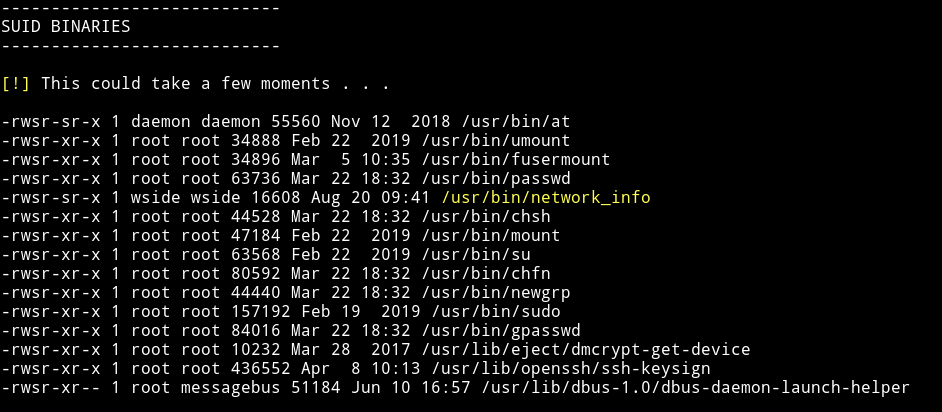 ----------------------------
SUID BINARIES
----------------------------
[!] This could take a few moments . . .
-rwsr-sr-x 1 daemon daemon 55560 Nov 12  2018 /usr/bin/at
-rwsr-xr-x 1 root root 34888 Feb 22  2019 /usr/bin/umount
-rwsr-xr-x 1 root root 34896 Mar  5 10:35 /usr/bin/fusermount
-rwsr-xr-x 1 root root 63736 Mar 22 18:32 /usr/bin/passwd
-rwsr-sr-x 1 wside wside 16608 Aug 20 09:41 /usr/bin/network_info
-rwsr-xr-x 1 root root 44528 Mar 22 18:32 /usr/bin/chsh
-rwsr-xr-x 1 root root 47184 Feb 22  2019 /usr/bin/mount
-rwsr-xr-x 1 root root 63568 Feb 22  2019 /usr/bin/su
-rwsr-xr-x 1 root root 80592 Mar 22 18:32 /usr/bin/chfn
-rwsr-xr-x 1 root root 44440 Mar 22 18:32 /usr/bin/newgrp
-rwsr-xr-x 1 root root 157192 Feb 19  2019 /usr/bin/sudo
-rwsr-xr-x 1 root root 84016 Mar 22 18:32 /usr/bin/gpasswd
-rwsr-xr-x 1 root root 10232 Mar 28  2017 /usr/lib/eject/dmcrypt-get-device
-rwsr-xr-x 1 root root 436552 Apr  8 10:13 /usr/lib/openssh/ssh-keysign
-rwsr-xr-- 1 root messagebus 51184 Jun 10 16:57 /usr/lib/dbus-1.0/dbus-daemon-launch-helper